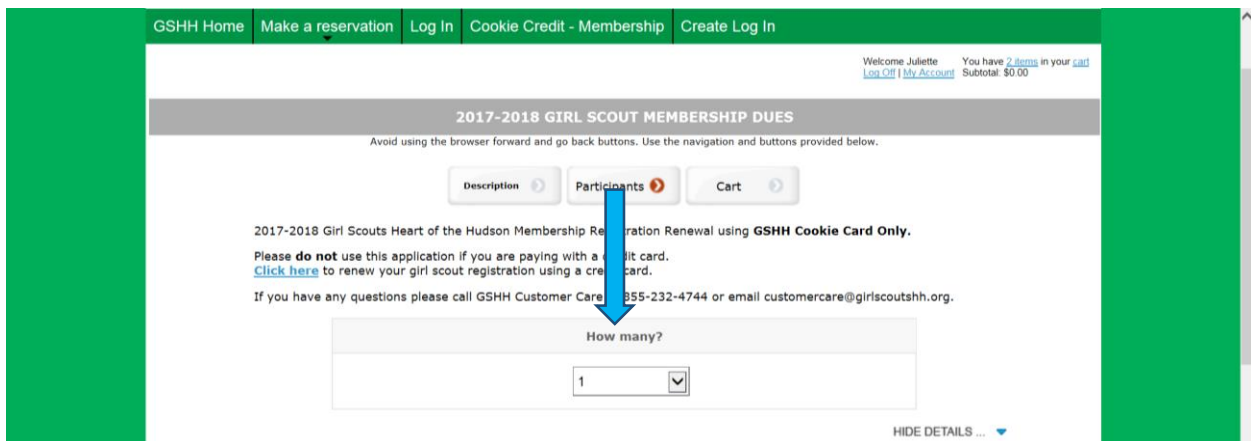 GSHH Home Make a reservation Log In Cookie Credit - Membership Create Log In
Welcome Juliette You have 2 items in your cart
Log Off | My Account Subtotal: $0.00
2017-2018 GIRL SCOUT MEMBERSHIP DUES
Avoid using the browser forward and go back buttons. Use the navigation and buttons provided below.
Description Participants Cart
2017-2018 Girl Scouts Heart of the Hudson Membership Registration Renewal using GSHH Cookie Card Only.
Please do not use this application if you are paying with a credit card.
Click here to renew your girl scout registration using a credit card.
If you have any questions please call GSHH Customer Care 855-232-4744 or email customercare@girlscoutshh.org.
How many?
1
HIDE DETAILS ...